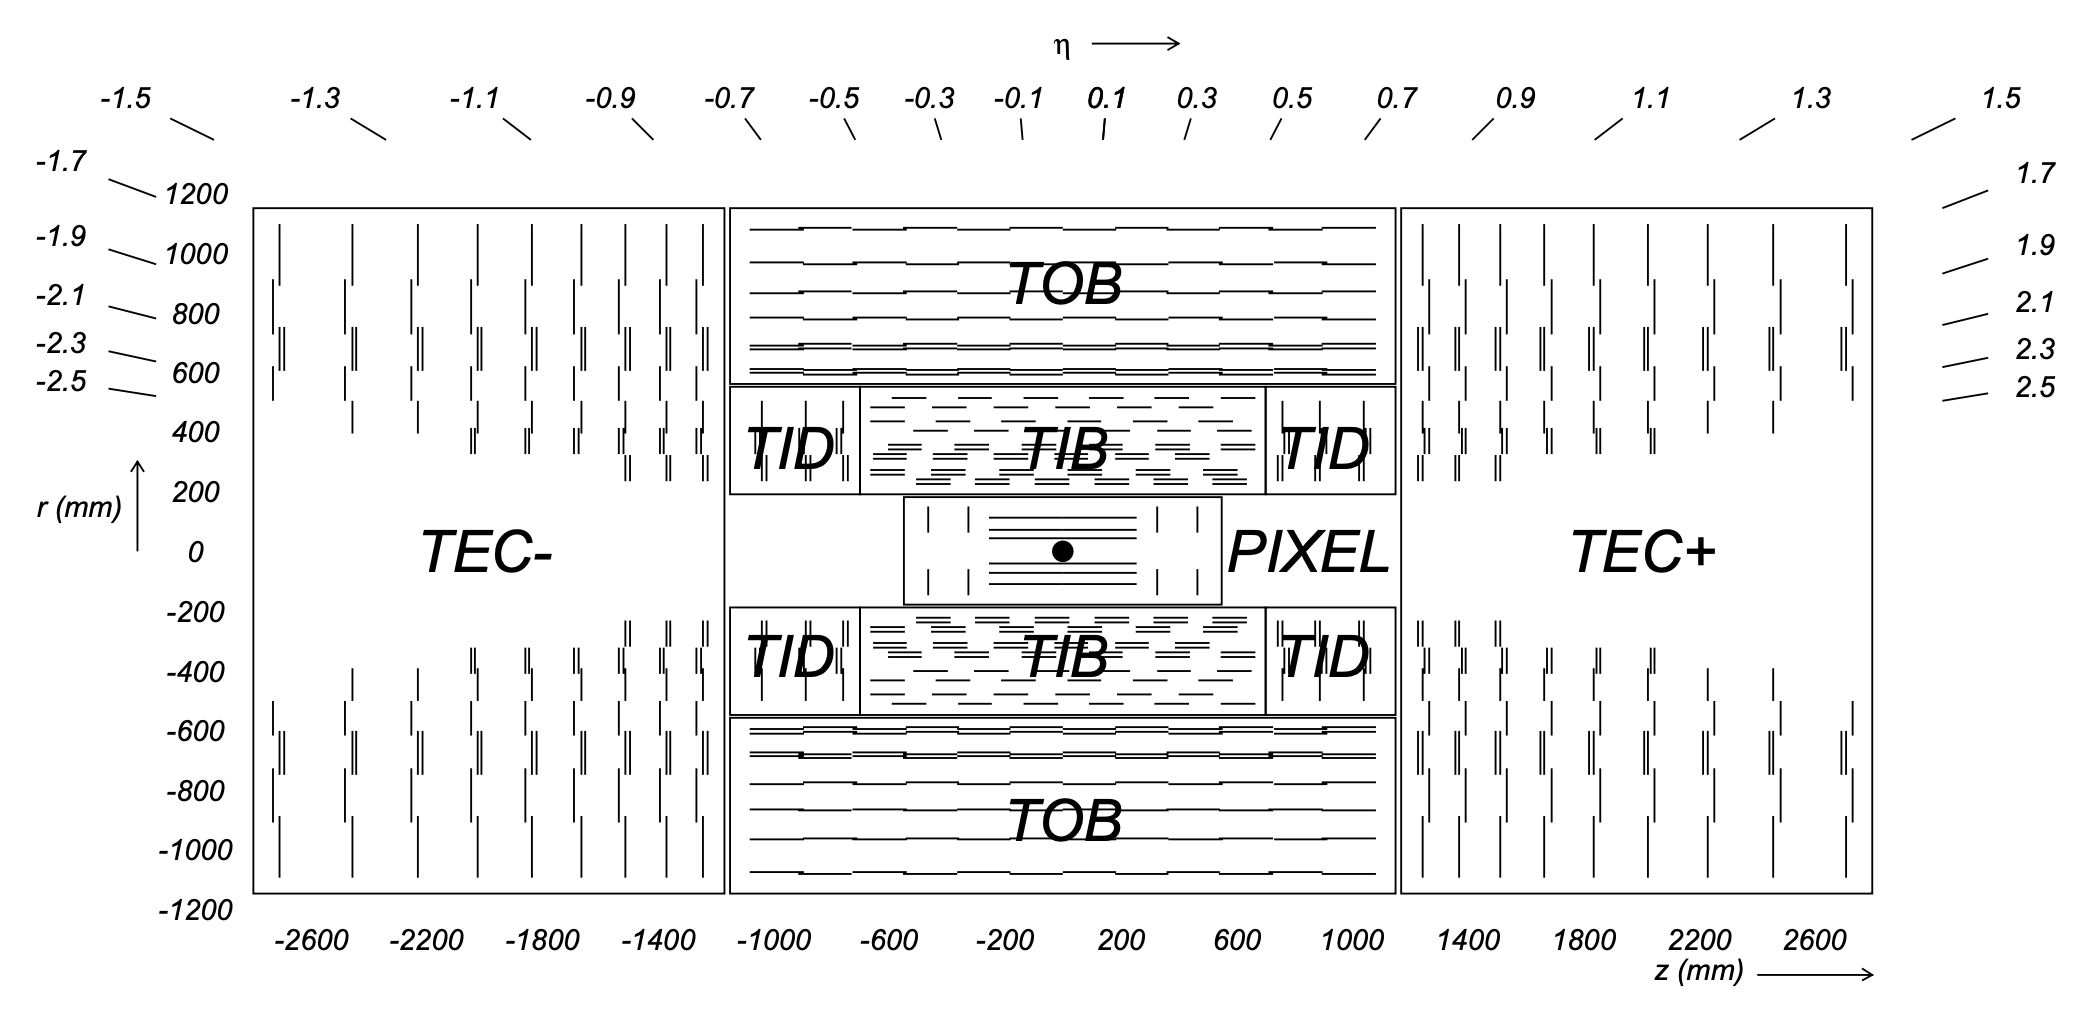 η
-1.5 -1.3 -1.1 -0.9 -0.7 -0.5 -0.3 -0.1 0.1 0.3 0.5 0.7 0.9 1.1 1.3 1.5
-1.7 1.7
1200
-1.9 1000 1.9
TOB
-2.1 800 2.1
-2.3 2.3
600
-2.5 2.5
400
TID TIB TID
200
r (mm)
0 TEC- PIXEL TEC+
-200
TID TIB TID
-400
-600
-800
TOB
-1000
-1200
-2600 -2200 -1800 -1400 -1000 -600 -200 200 600 1000 1400 1800 2200 2600
z (mm)